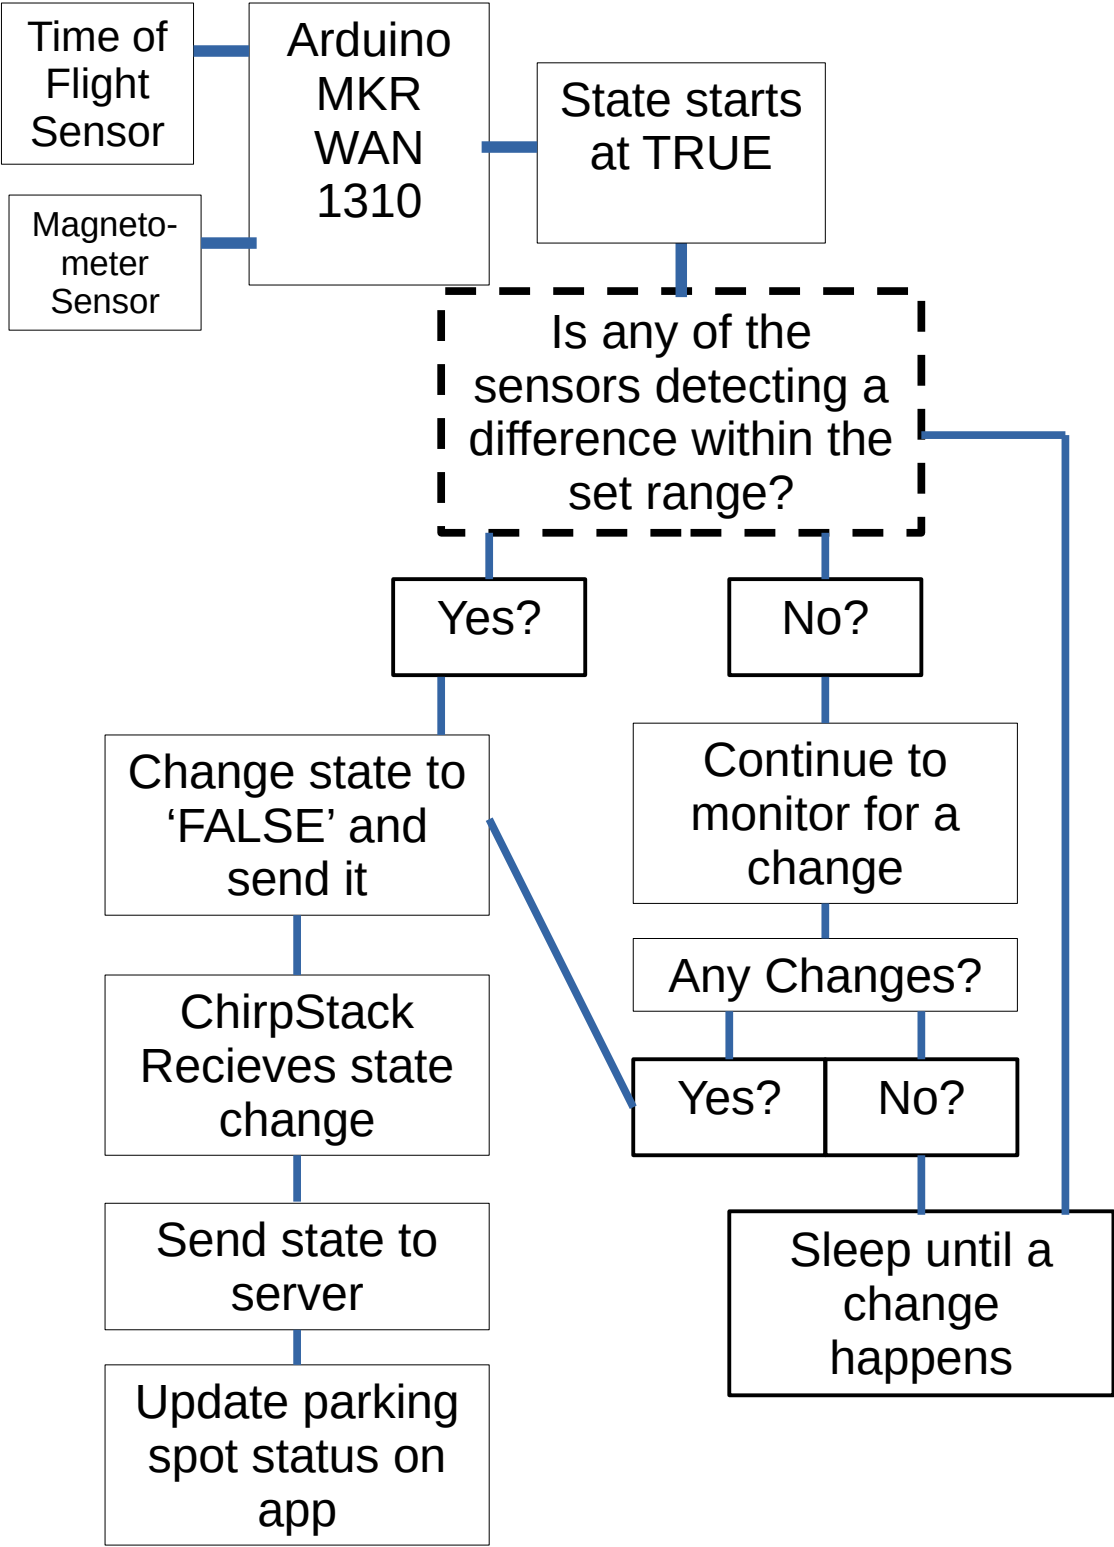 Time of
Flight
Sensor
Arduino
MKR
WAN
1310
State starts
at TRUE
Magneto-
meter
Sensor
Is any of the
sensors detecting a
difference within the
set range?
Yes?
No?
Change state to
‘FALSE’ and
send it
Continue to
monitor for a
change
Any Changes?
Yes?
No?
ChirpStack
Recieves state
change
Send state to
server
Sleep until a
change
happens
Update parking
spot status on
app